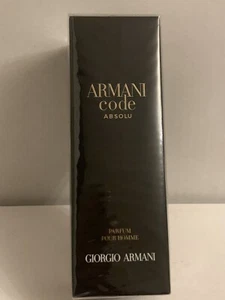 ARMANI
code
ABSOLU
PARFUM
POUR HOMME
GIORGIO ARMANI